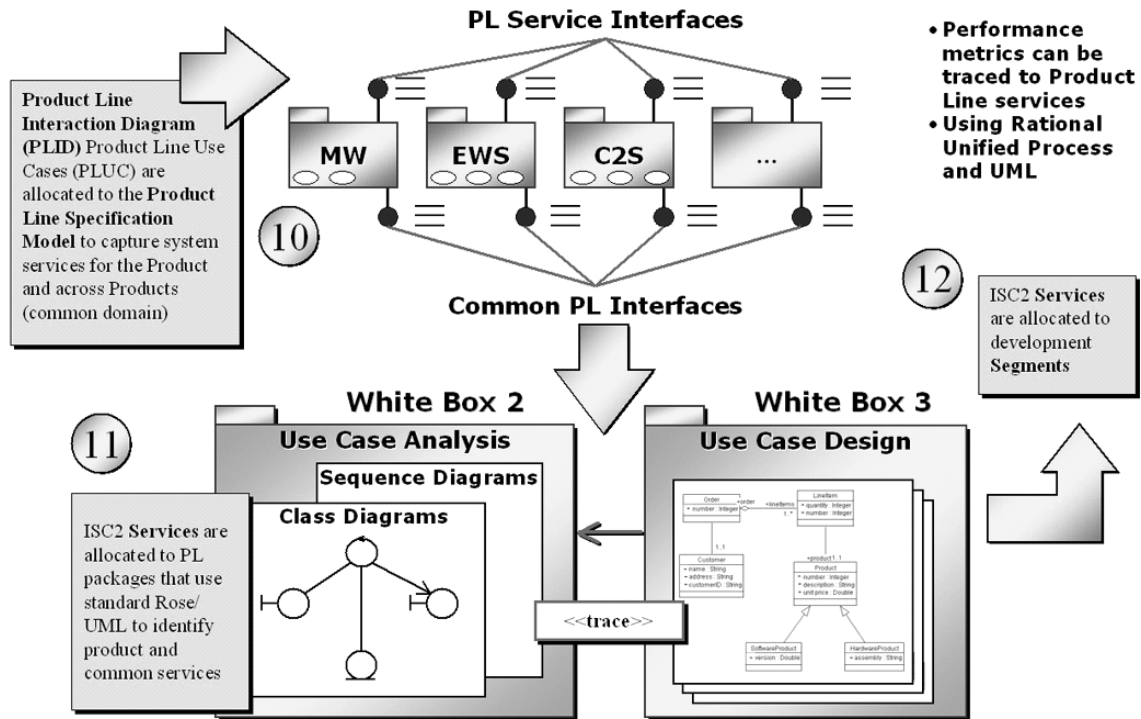 PL Service Interfaces
• Performance
metrics can be
traced to Product
Line services
• Using Rational
Unified Process
and UML
Product Line
Interaction Diagram
(PLID) Product Line Use
Cases (PLUC) are
allocated to the Product
Line Specification
Model to capture system
services for the Product
and across Products
(common domain)
MW
EWS
C2S
...
10
Common PL Interfaces
12
ISC2 Services
are allocated to
development
Segments
11
ISC2 Services are
allocated to PL
packages that use
standard Rose/
UML to identify
product and
common services
White Box 2
Use Case Analysis
Sequence Diagrams
Class Diagrams
<<trace>>
White Box 3
Use Case Design
Order
number : Integer
+order
+lineItems
1..*
LineItem
quantity : Integer
number : Integer
1..1
Customer
name : String
address : String
customerID : String
+product 1..1
Product
number : Integer
description : String
unit price : Double
SoftwareProduct
version : Double
HardwareProduct
assembly : String